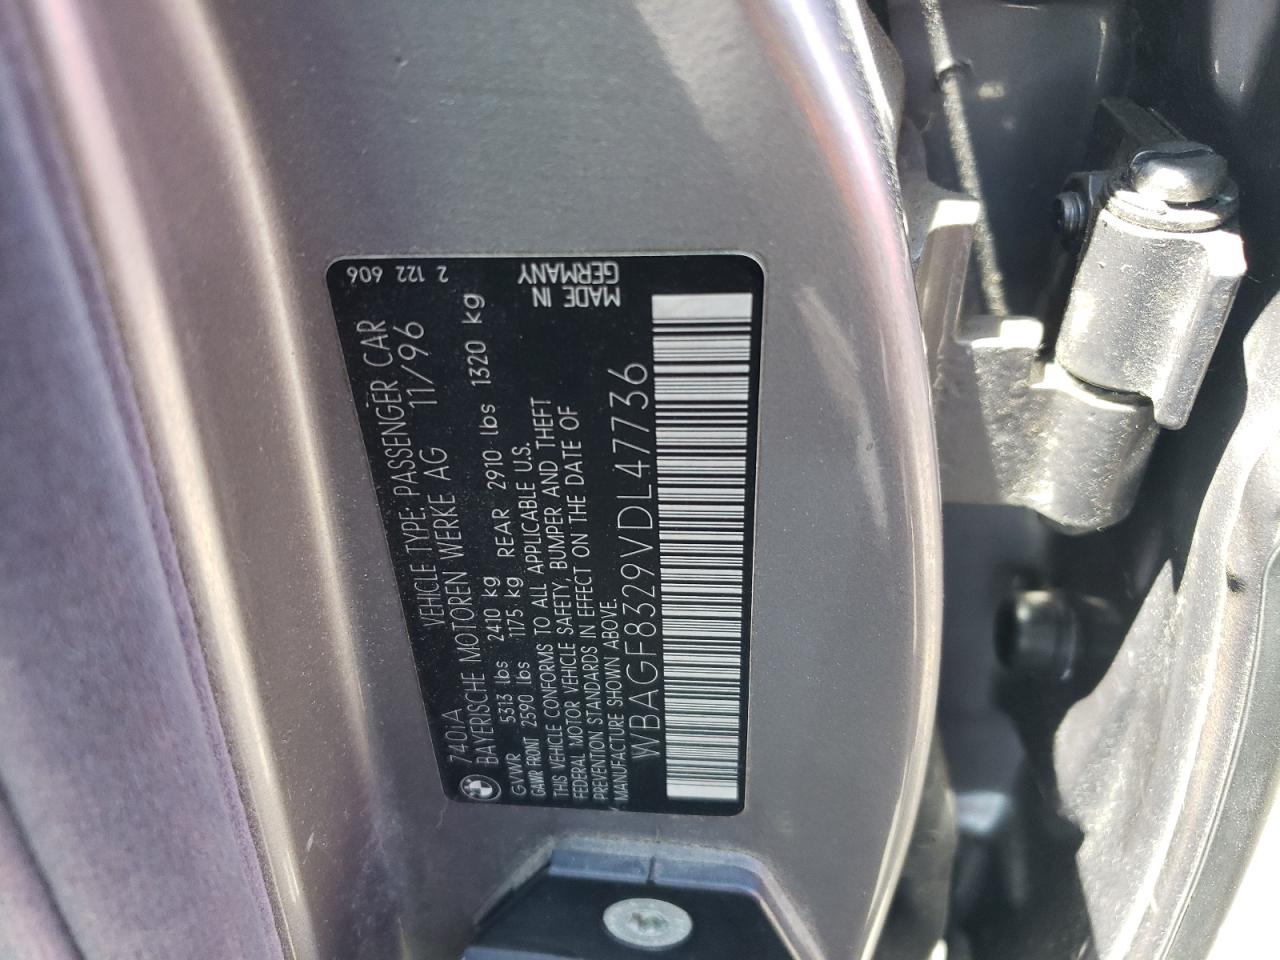 740iA VEHICLE TYPE: PASSENGER CAR
BAYERISCHE MOTOREN WERKE AG 11/96
GVWR 5313 lbs 2410 kg
GAWR FRONT 2590 lbs 1175 kg REAR 2910 lbs 1320 kg
THIS VEHICLE CONFORMS TO ALL APPLICABLE U.S.
FEDERAL MOTOR VEHICLE SAFETY, BUMPER AND THEFT
PREVENTION STANDARDS IN EFFECT ON THE DATE OF
MANUFACTURE SHOWN ABOVE.
WBAGF8329VDL47736
2 122 606
MADE IN
GERMANY